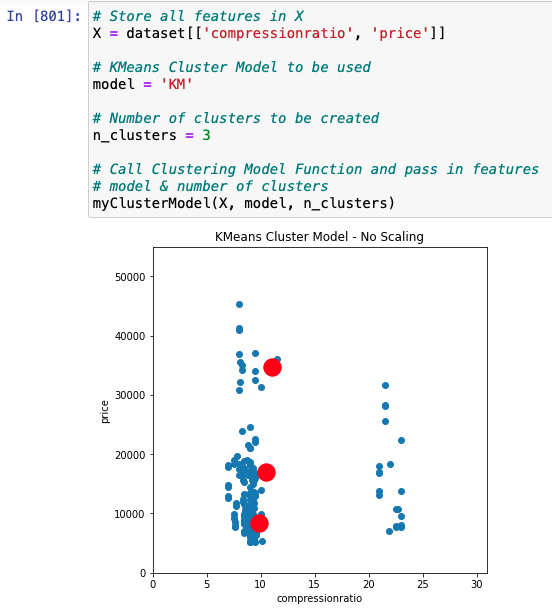 In [801]:
# Store all features in X
X = dataset[['compressionratio', 'price']]
# KMeans Cluster Model to be used
model = 'KM'
# Number of clusters to be created
n_clusters = 3
# Call Clustering Model Function and pass in features
# model & number of clusters
myClusterModel(X, model, n_clusters)
KMeans Cluster Model - No Scaling
50000
40000
30000
20000
10000
0
price
0 5 10 15 20 25 30
compressionratio